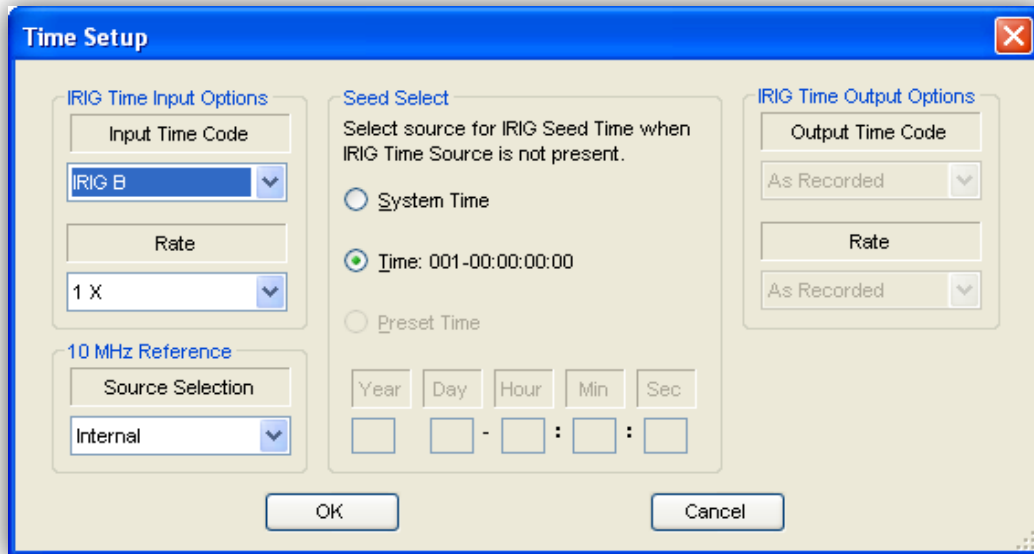 Time Setup
IRIG Time Input Options
Input Time Code
IRIG B
Rate
1 X
10 MHz Reference
Source Selection
Internal
Seed Select
Select source for IRIG Seed Time when
IRIG Time Source is not present.
System Time
Time: 001-00:00:00:00
Preset Time
Year Day Hour Min Sec
- : :
IRIG Time Output Options
Output Time Code
As Recorded
Rate
As Recorded
OK Cancel